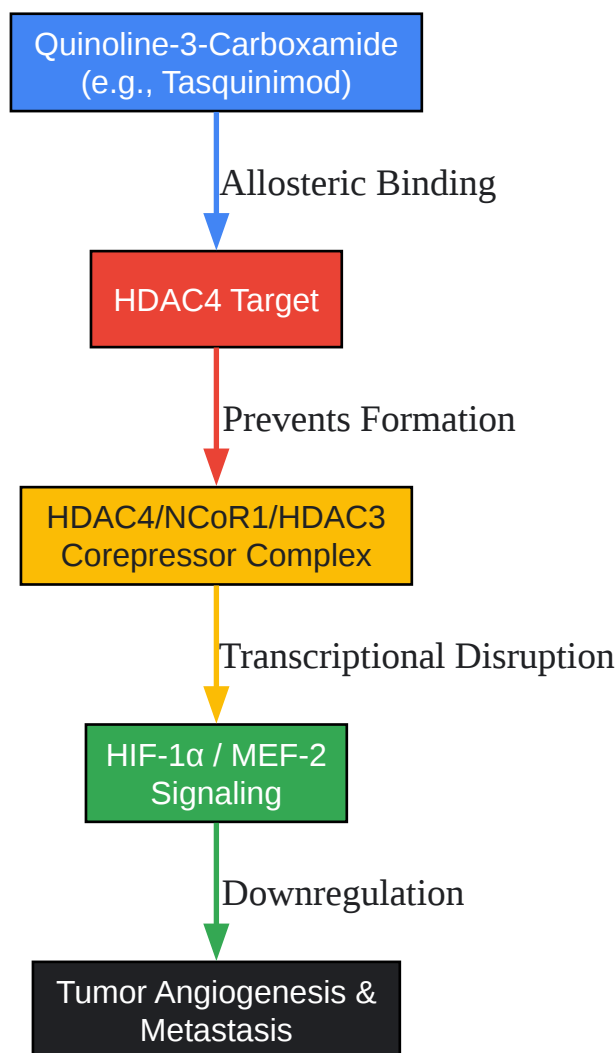 Quinoline-3-Carboxamide
(e.g., Tasquinimod)
Allosteric Binding
HDAC4 Target
Prevents Formation
HDAC4/NCoR1/HDAC3
Corepressor Complex
Transcriptional Disruption
HIF-1α / MEF-2
Signaling
Downregulation
Tumor Angiogenesis &
Metastasis